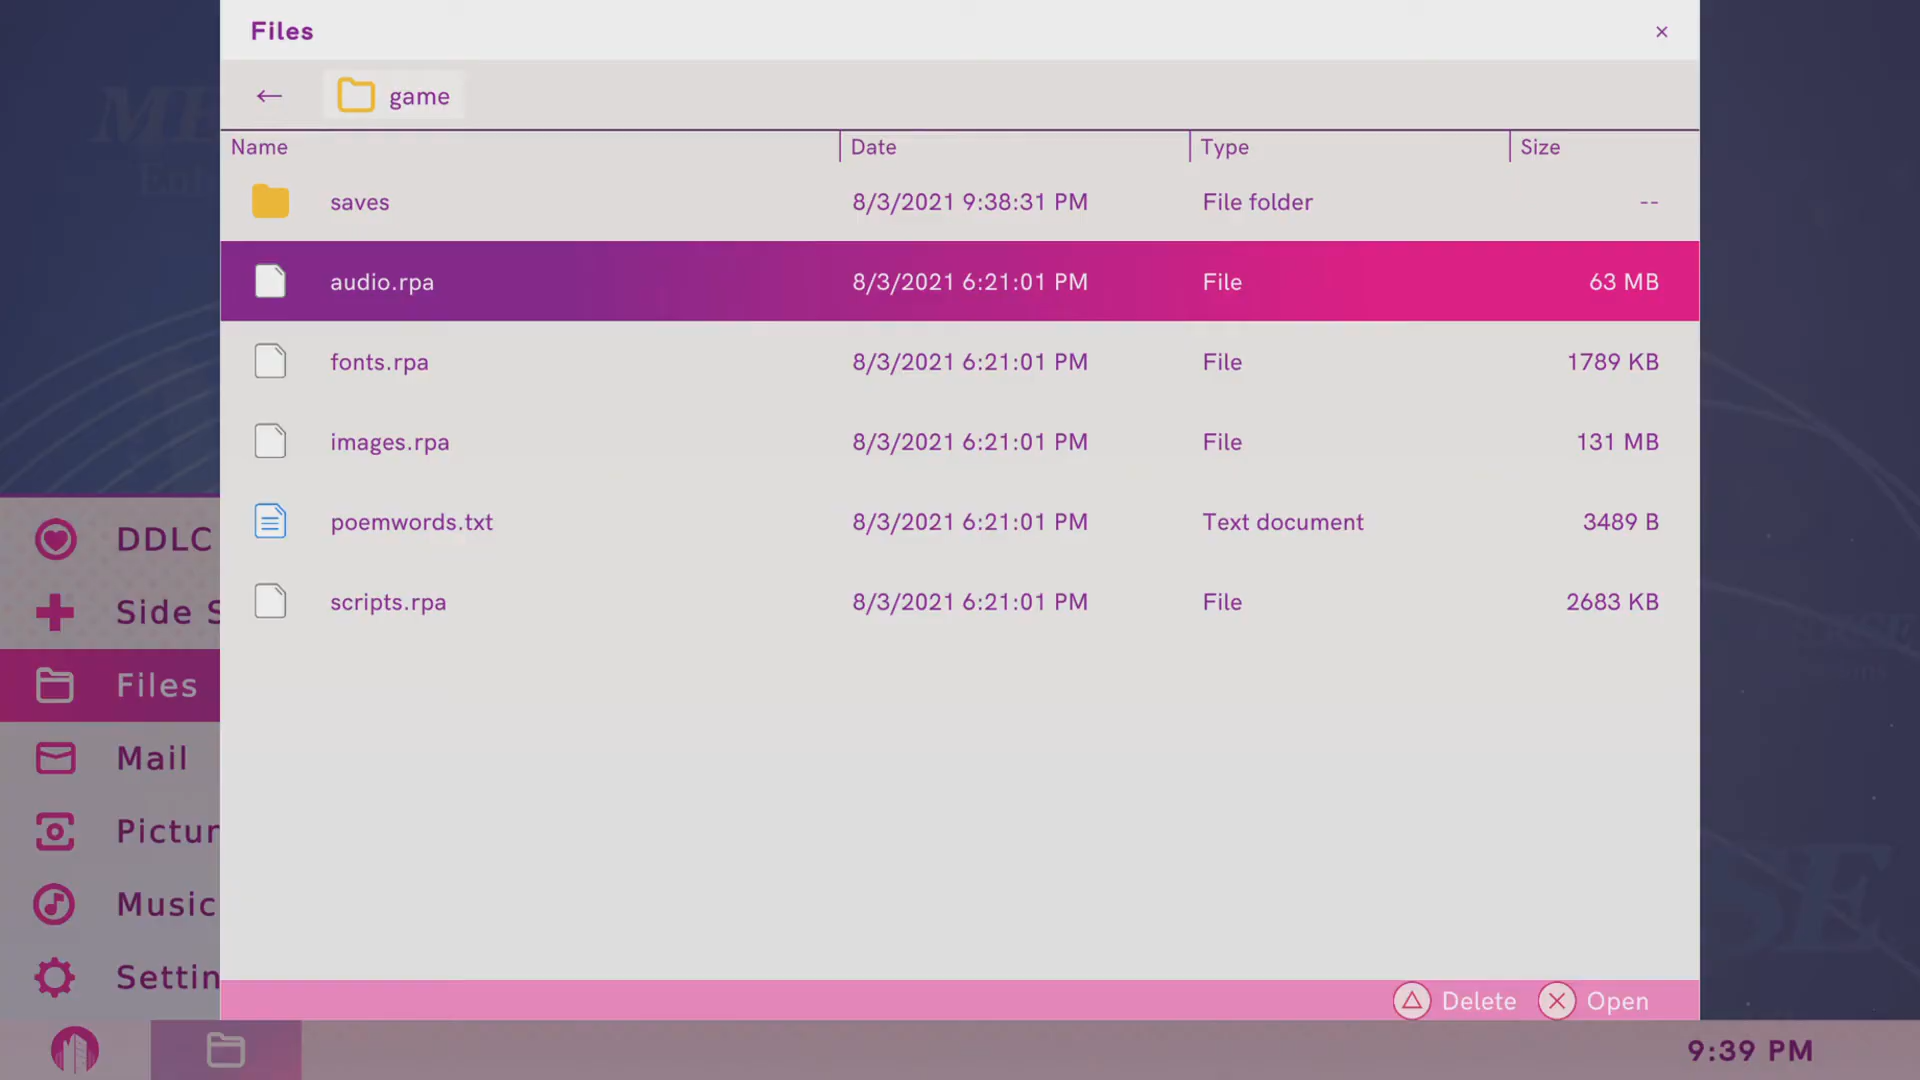 Files
×
← game
Name Date Type Size
saves 8/3/2021 9:38:31 PM File folder --
audio.rpa 8/3/2021 6:21:01 PM File 63 MB
fonts.rpa 8/3/2021 6:21:01 PM File 1789 KB
images.rpa 8/3/2021 6:21:01 PM File 131 MB
poemwords.txt 8/3/2021 6:21:01 PM Text document 3489 B
scripts.rpa 8/3/2021 6:21:01 PM File 2683 KB
DDLC
Side S
Files
Mail
Pictur
Music
Settin
Delete Open
9:39 PM